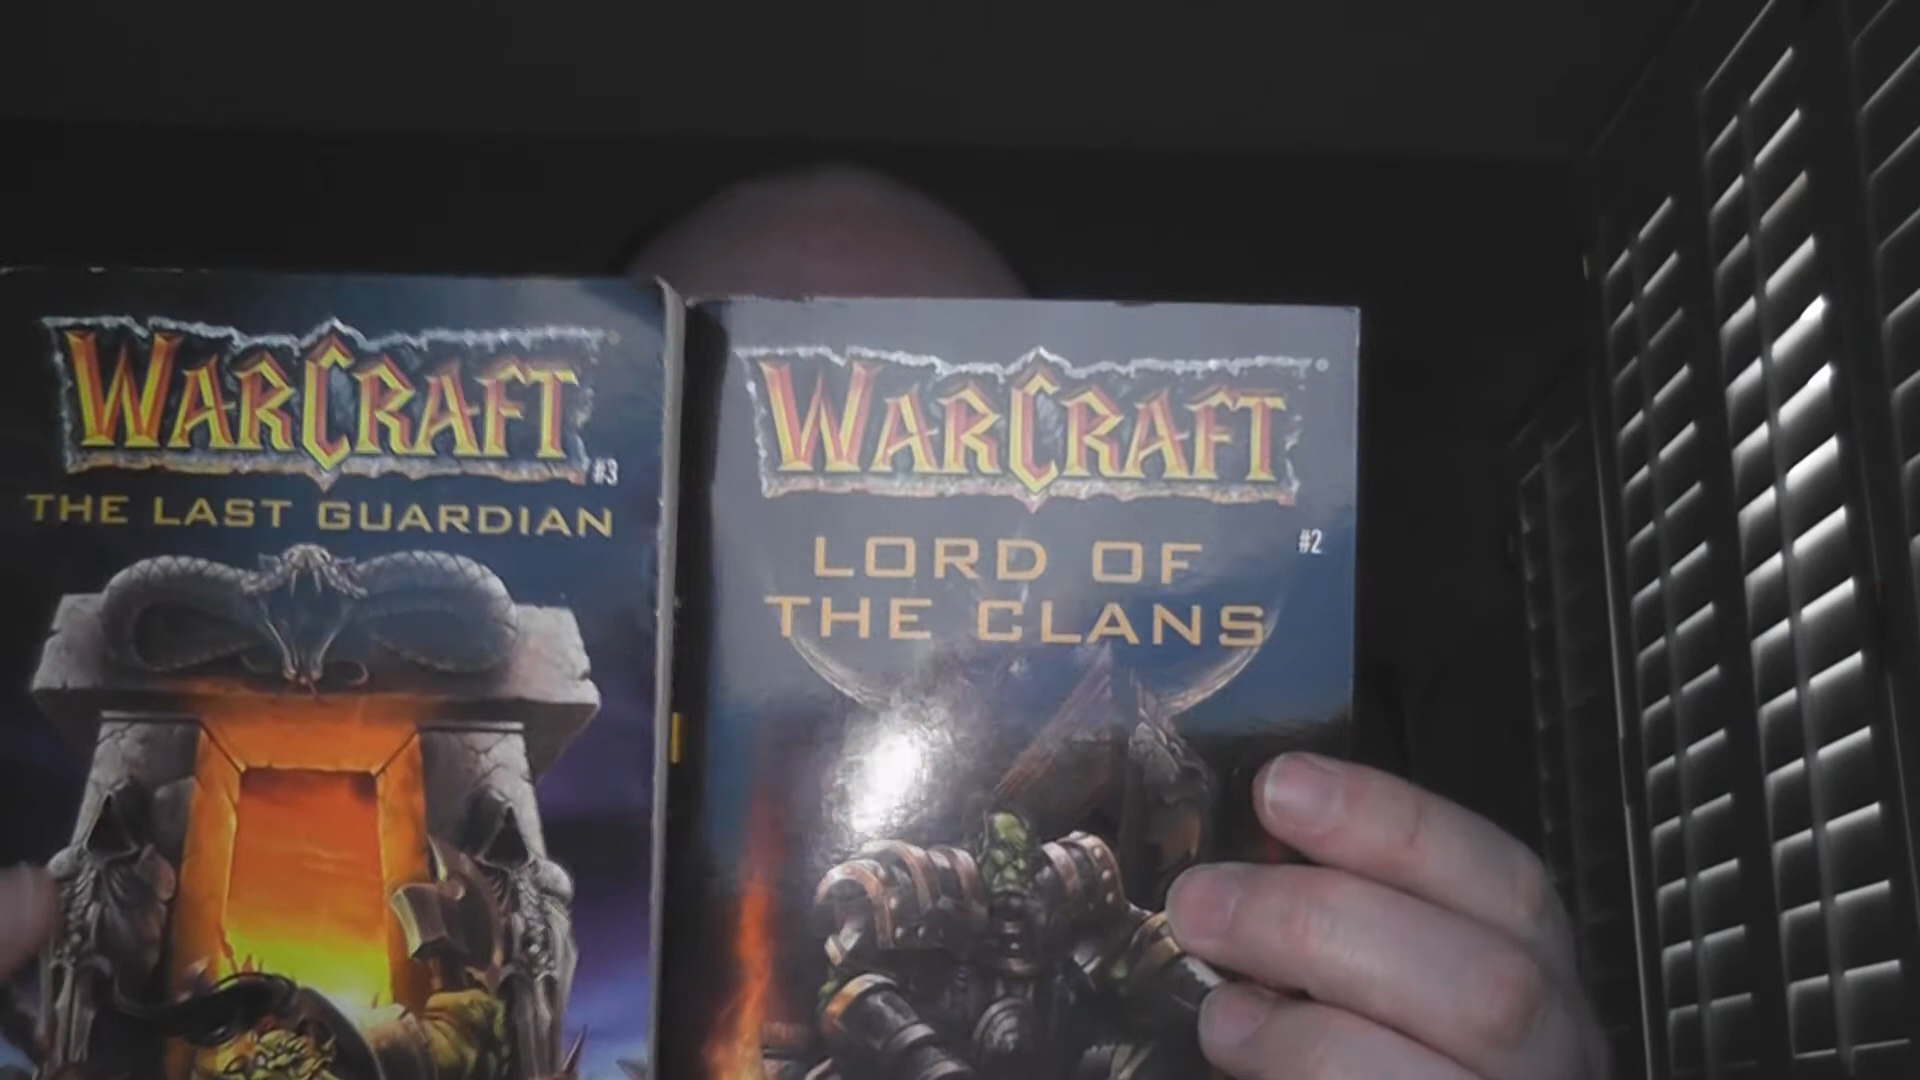 WARCRAFT
#3
THE LAST GUARDIAN
WARCRAFT
#2
LORD OF
THE CLANS